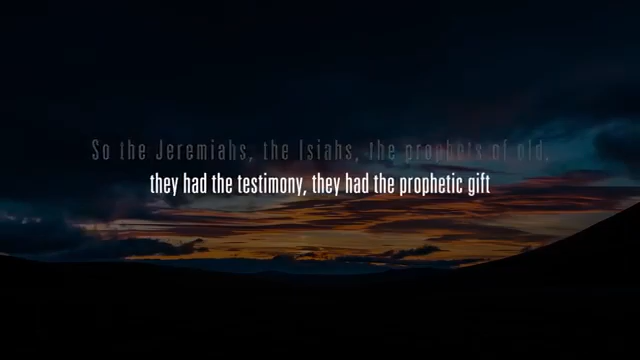 So the Jeremiahs, the Isiahs, the prophets of old,
they had the testimony, they had the prophetic gift